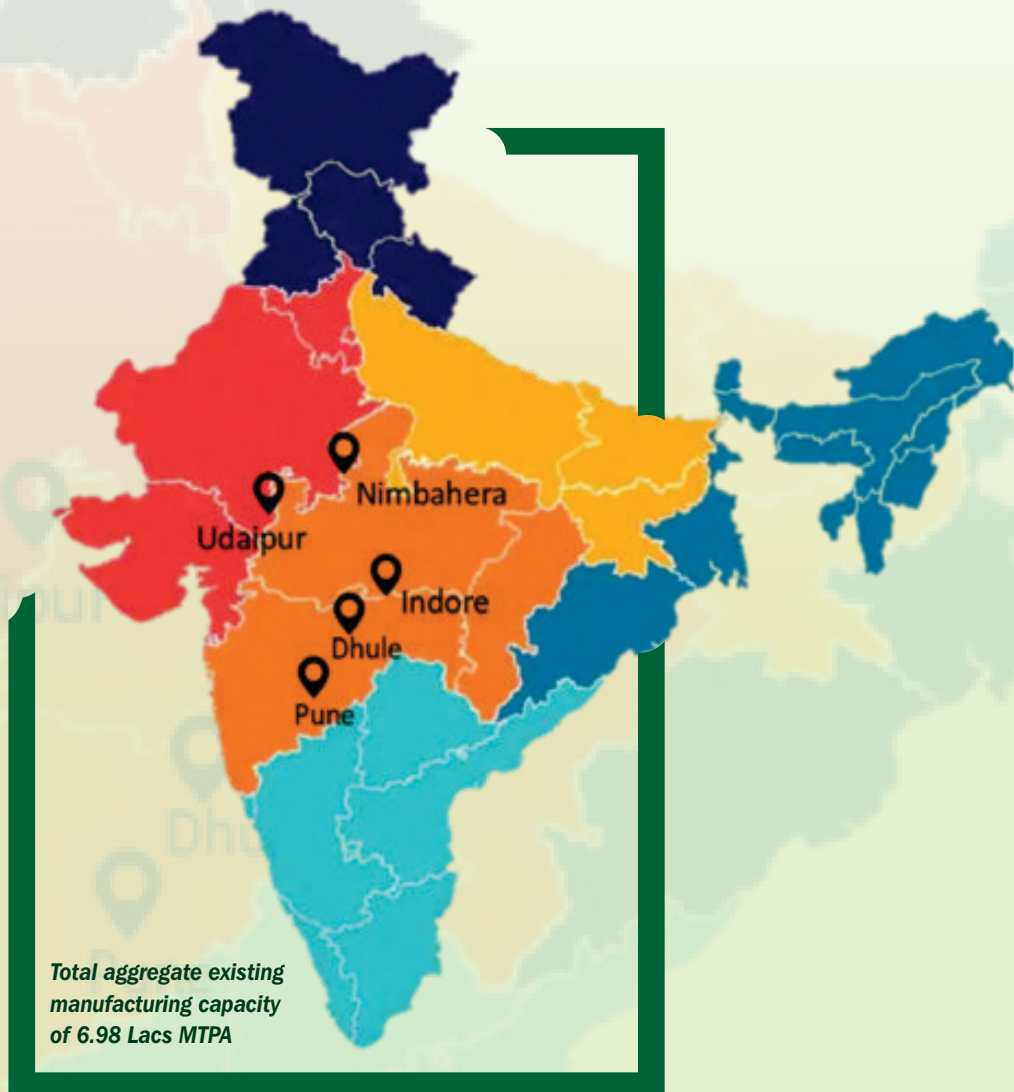 Nimbahera
Udaipur
Indore
Dhule
Pune
Total aggregate existing
manufacturing capacity
of 6.98 Lacs MTPA